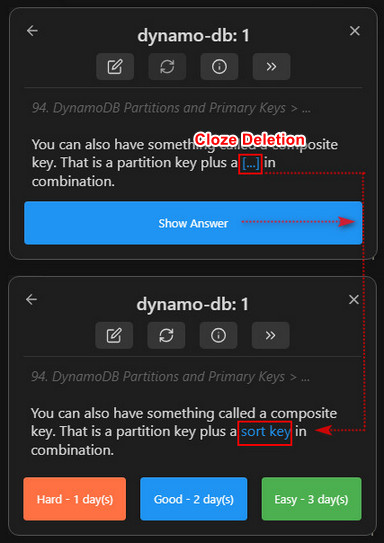 dynamo-db: 1
94. DynamoDB Partitions and Primary Keys > ...
You can also have something called a composite
Cloze Deletion
key. That is a partition key plus a [...] in
combination.
Show Answer
dynamo-db: 1
94. DynamoDB Partitions and Primary Keys > ...
You can also have something called a composite
key. That is a partition key plus a sort key in
combination.
Hard - 1 day(s)
Good - 2 day(s)
Easy - 3 day(s)